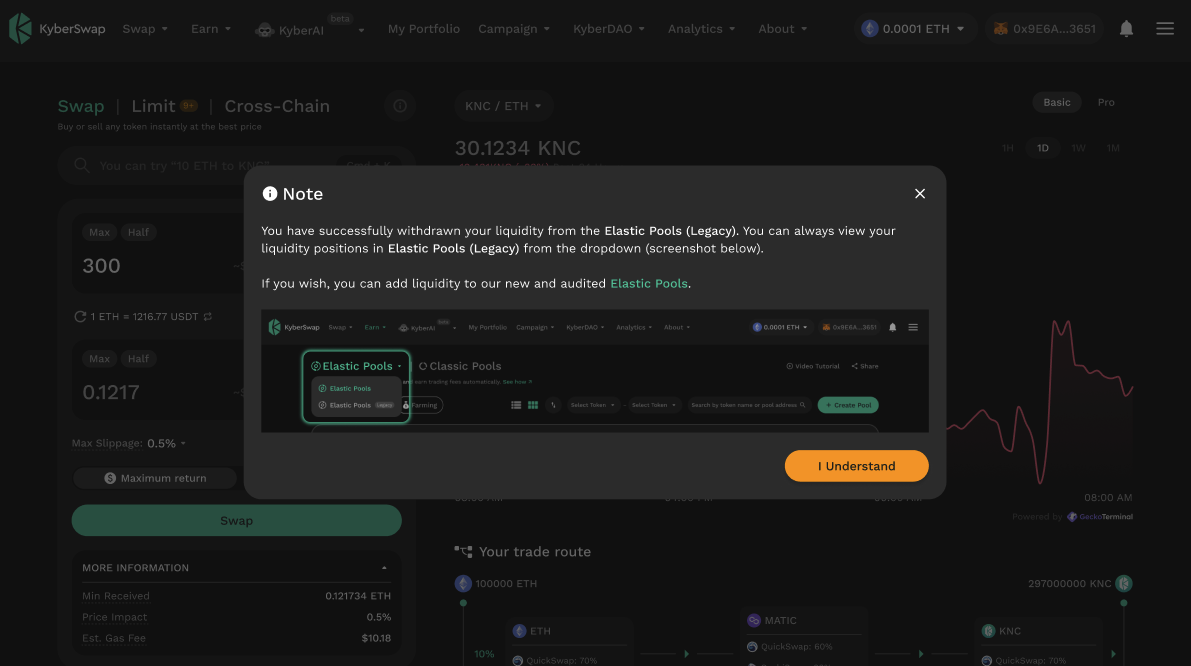 KyberSwap Swap Earn KyberAI beta My Portfolio Campaign KyberDAO Analytics About 0.0001 ETH 0x9E6A...3651
Swap | Limit 9+ | Cross-Chain
Buy or sell any token instantly at the best price
You can try "10 ETH to KNC"
Max Half
300
1 ETH = 1216.77 USDT
Max Half
0.1217
Max Slippage: 0.5%
Maximum return
Swap
MORE INFORMATION
Min Received 0.121734 ETH
Price Impact 0.5%
Est. Gas Fee $10.18
KNC / ETH
Basic Pro
30.1234 KNC
1H 1D 1W 1M
Note
You have successfully withdrawn your liquidity from the Elastic Pools (Legacy). You can always view your
liquidity positions in Elastic Pools (Legacy) from the dropdown (screenshot below).
If you wish, you can add liquidity to our new and audited Elastic Pools.
KyberSwap Swap Earn KyberAI beta My Portfolio Campaign KyberDAO Analytics About 0.0001 ETH 0x9E6A...3651
Elastic Pools Classic Pools Video Tutorial Share
and earn trading fees automatically. See how
Elastic Pools
Elastic Pools Legacy
Farming Select Token - Select Token Search by token name or pool address + Create Pool
I Understand
08:00 AM
Powered by GeckoTerminal
Your trade route
100000 ETH 297000000 KNC
ETH MATIC KNC
10% QuickSwap: 70% QuickSwap: 60% QuickSwap: 70%